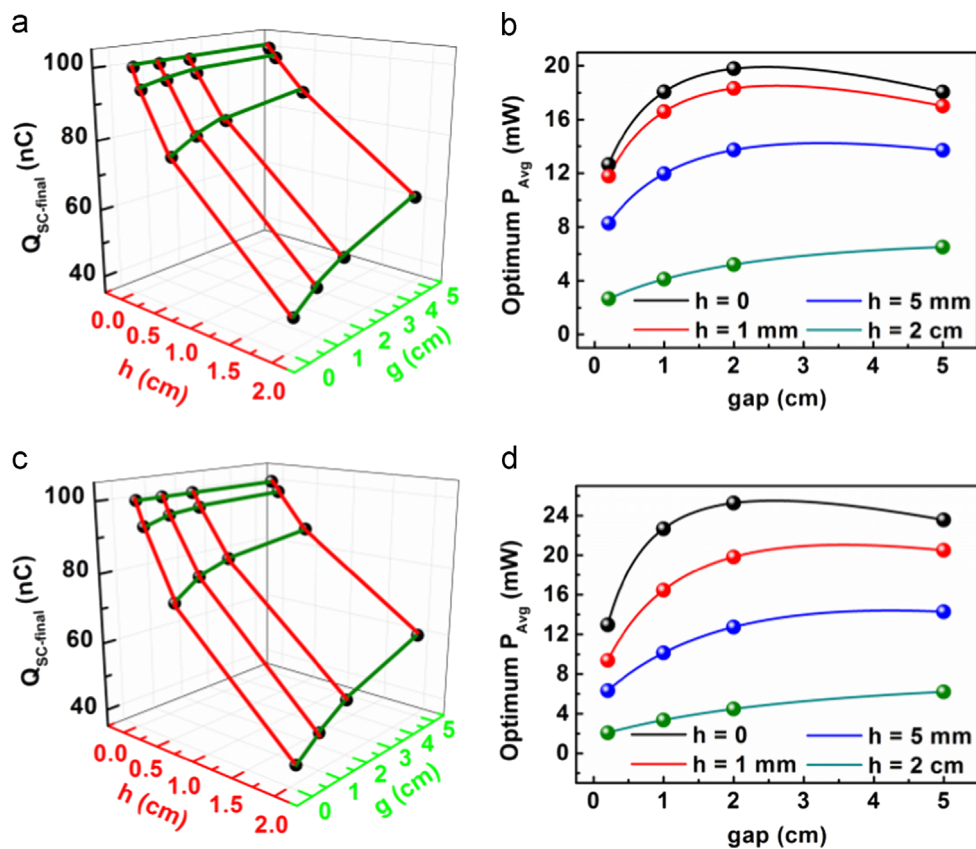 a
Q_SC-final (nC)
100
80
60
40
0.0 0.5 1.0 1.5 2.0
h (cm)
0 1 2 3 4 5
g (cm)
b
Optimum P_Avg (mW)
20
16
12
8
4
0
h = 0 h = 5 mm
h = 1 mm h = 2 cm
0 1 2 3 4 5
gap (cm)
c
Q_SC-final (nC)
100
80
60
40
0.0 0.5 1.0 1.5 2.0
h (cm)
0 1 2 3 4 5
g (cm)
d
Optimum P_Avg (mW)
24
20
16
12
8
4
0
h = 0 h = 5 mm
h = 1 mm h = 2 cm
0 1 2 3 4 5
gap (cm)